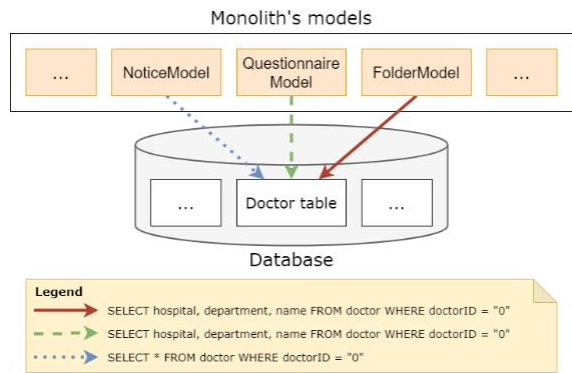 Monolith's models
...
NoticeModel
Questionnaire
Model
FolderModel
...
...
Doctor table
...
Database
Legend
SELECT hospital, department, name FROM doctor WHERE doctorID = "0"
SELECT hospital, department, name FROM doctor WHERE doctorID = "0"
SELECT * FROM doctor WHERE doctorID = "0"